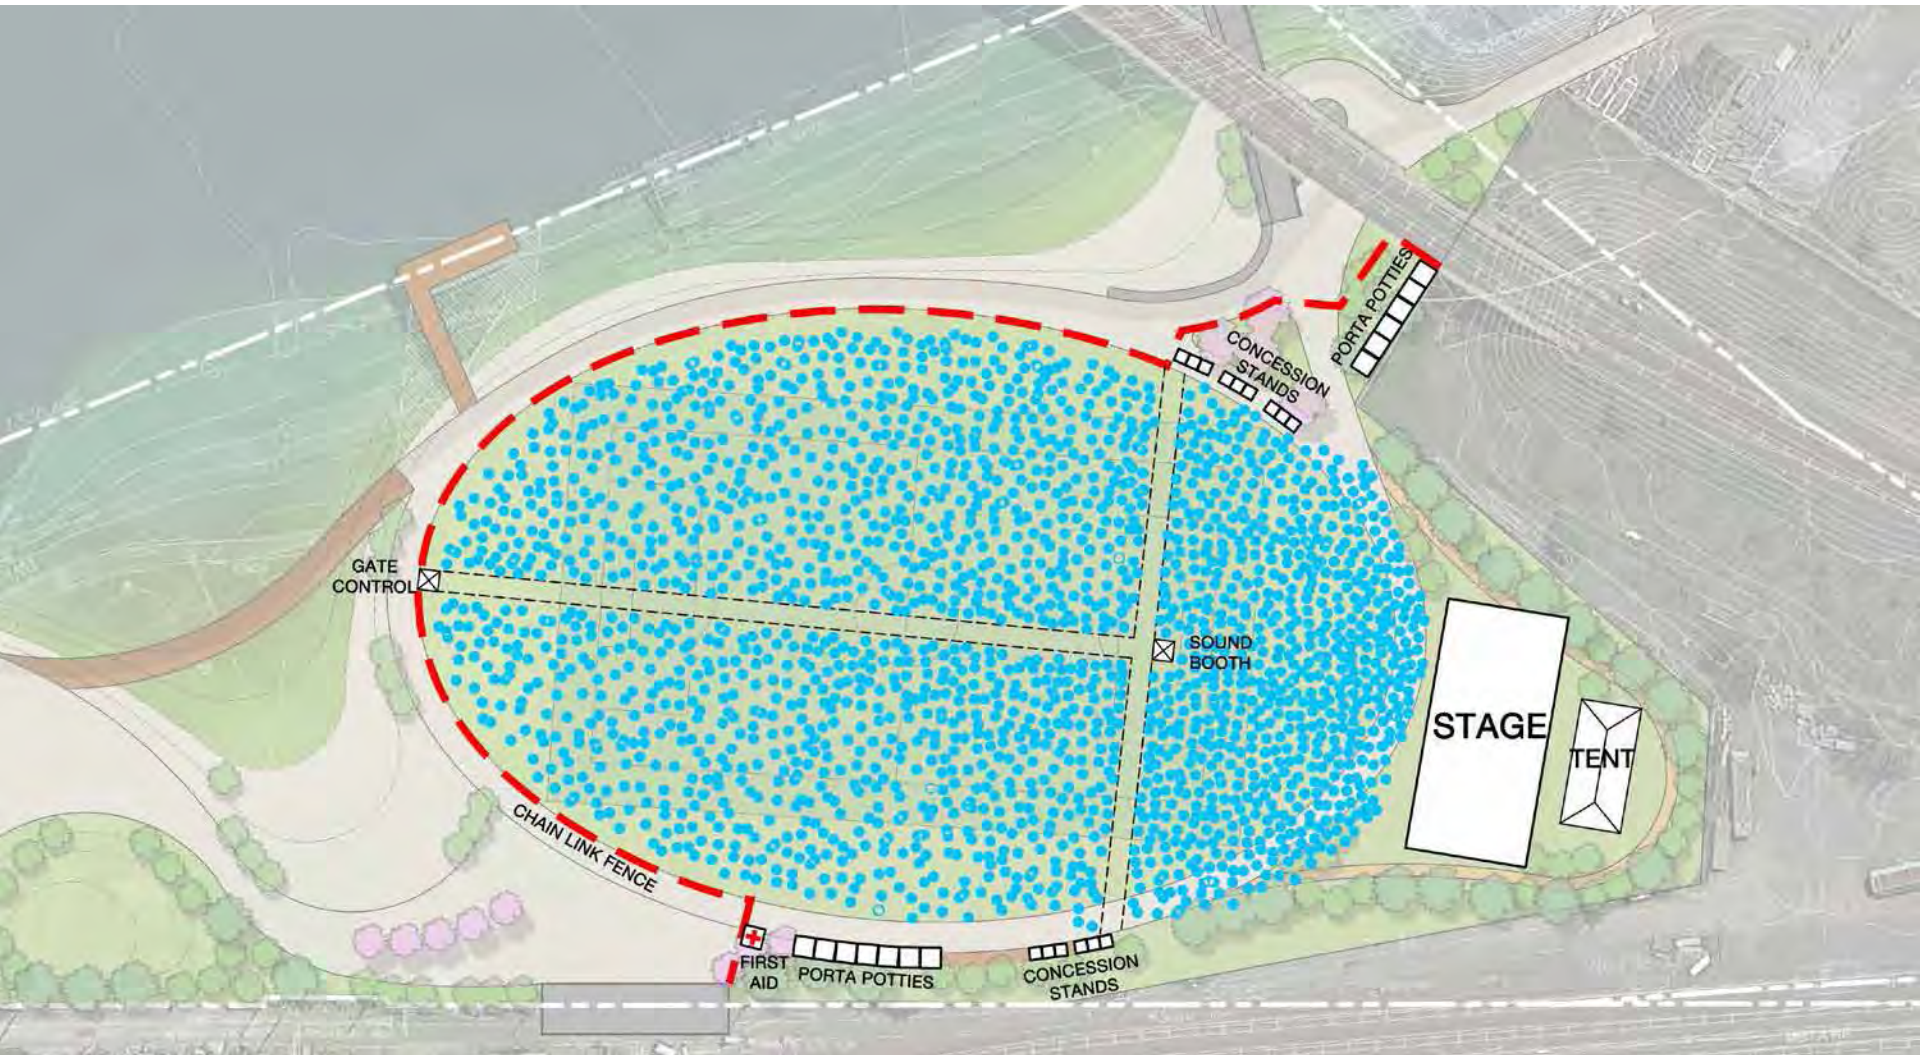 PORTA POTTIES
CONCESSION
STANDS
GATE
CONTROL
SOUND
BOOTH
STAGE
TENT
CHAIN LINK FENCE
FIRST
AID
PORTA POTTIES
CONCESSION
STANDS